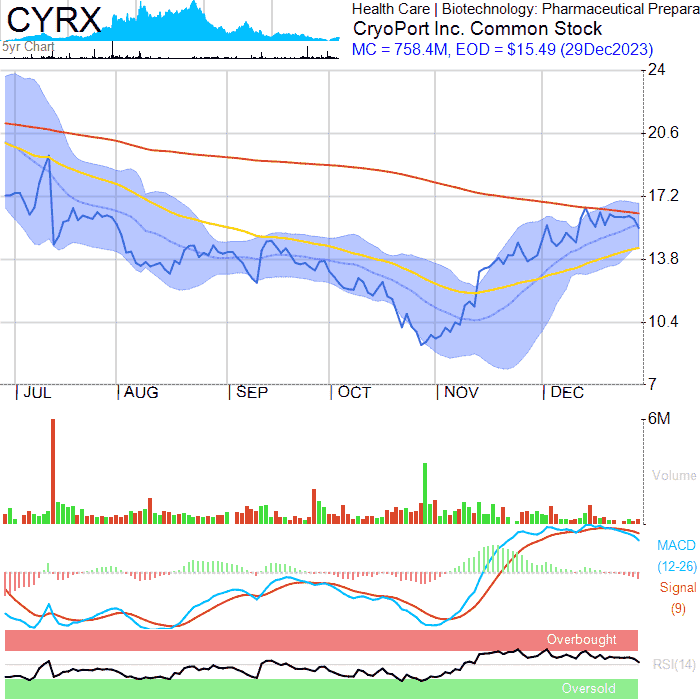 CYRX
5yr Chart
Health Care | Biotechnology: Pharmaceutical Prepara
CryoPort Inc. Common Stock
MC = 758.4M, EOD = $15.49 (29Dec2023)
24
20.6
17.2
13.8
10.4
7
JUL AUG SEP OCT NOV DEC
6M
Volume
MACD
(12-26)
Signal
(9)
Overbought
RSI(14)
Oversold